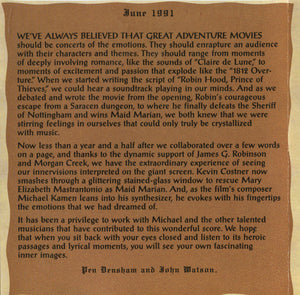 June 1991
WE'VE ALWAYS BELIEVED THAT GREAT ADVENTURE MOVIES
should be concerts of the emotions. They should enrapture an audience
with their characters and themes. They should range from moments
of deeply involving romance, like the sounds of "Claire de Lune," to
moments of excitement and passion that explode like the "1812 Over-
ture." When we started writing the script of "Robin Hood, Prince of
Thieves," we could hear a soundtrack playing in our minds. And as we
debated and wrote the movie from the opening, Robin's courageous
escape from a Saracen dungeon, to where he finally defeats the Sheriff
of Nottingham and wins Maid Marian, we both knew that we were
stirring feelings in ourselves that could only truly be crystallized
with music.
Now less than a year and a half after we collaborated over a few words
on a page, and thanks to the dynamic support of James G. Robinson
and Morgan Creek, we have the extraordinary experience of seeing
our innervisions interpreted on the giant screen. Kevin Costner now
smashes through a glittering stained-glass window to rescue Mary
Elizabeth Mastrantonio as Maid Marian. And, as the film's composer
Michael Kamen leans into his synthesizer, he evokes with his fingertips
the emotions that we had dreamed of.
It has been a privilege to work with Michael and the other talented
musicians that have contributed to this wonderful score. We hope
that when you sit back with your eyes closed and listen to its heroic
passages and lyrical moments, you will see your own fascinating
inner images.
Pen Densham and John Watson.